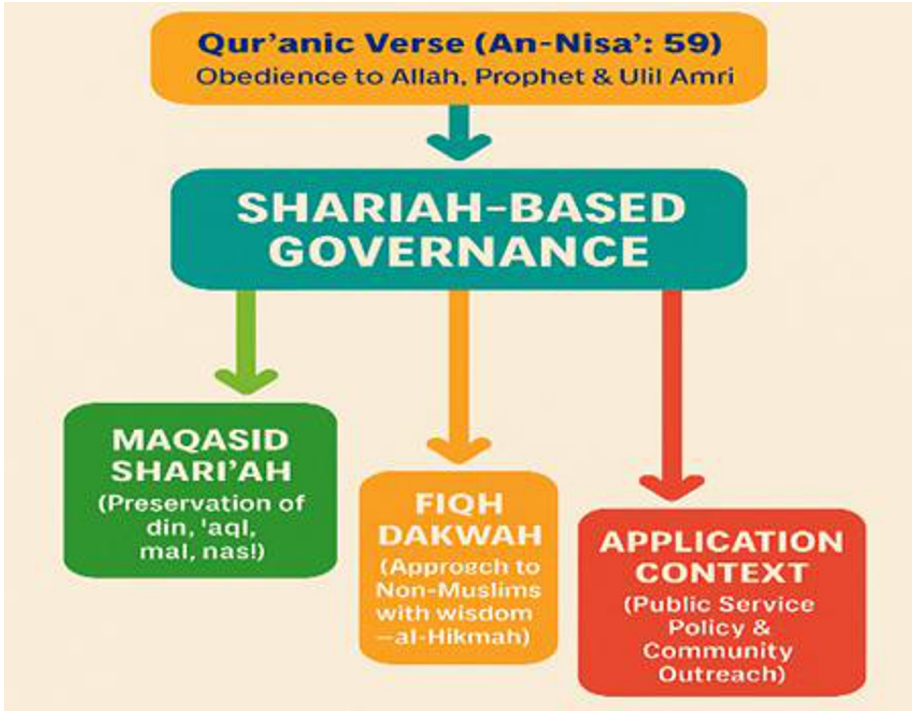 Qur'anic Verse (An-Nisa': 59)
Obedience to Allah, Prophet & Ulil Amri
SHARIAH-BASED
GOVERNANCE
MAQASID
SHARI'AH
(Preservation of
din, 'aql,
mal, nas!)
FIQH
DAKWAH
(Approech to
Non-Muslims
with wisdom
—al-Hikmah)
APPLICATION
CONTEXT
(Public Service
Policy &
Community
Outreach)